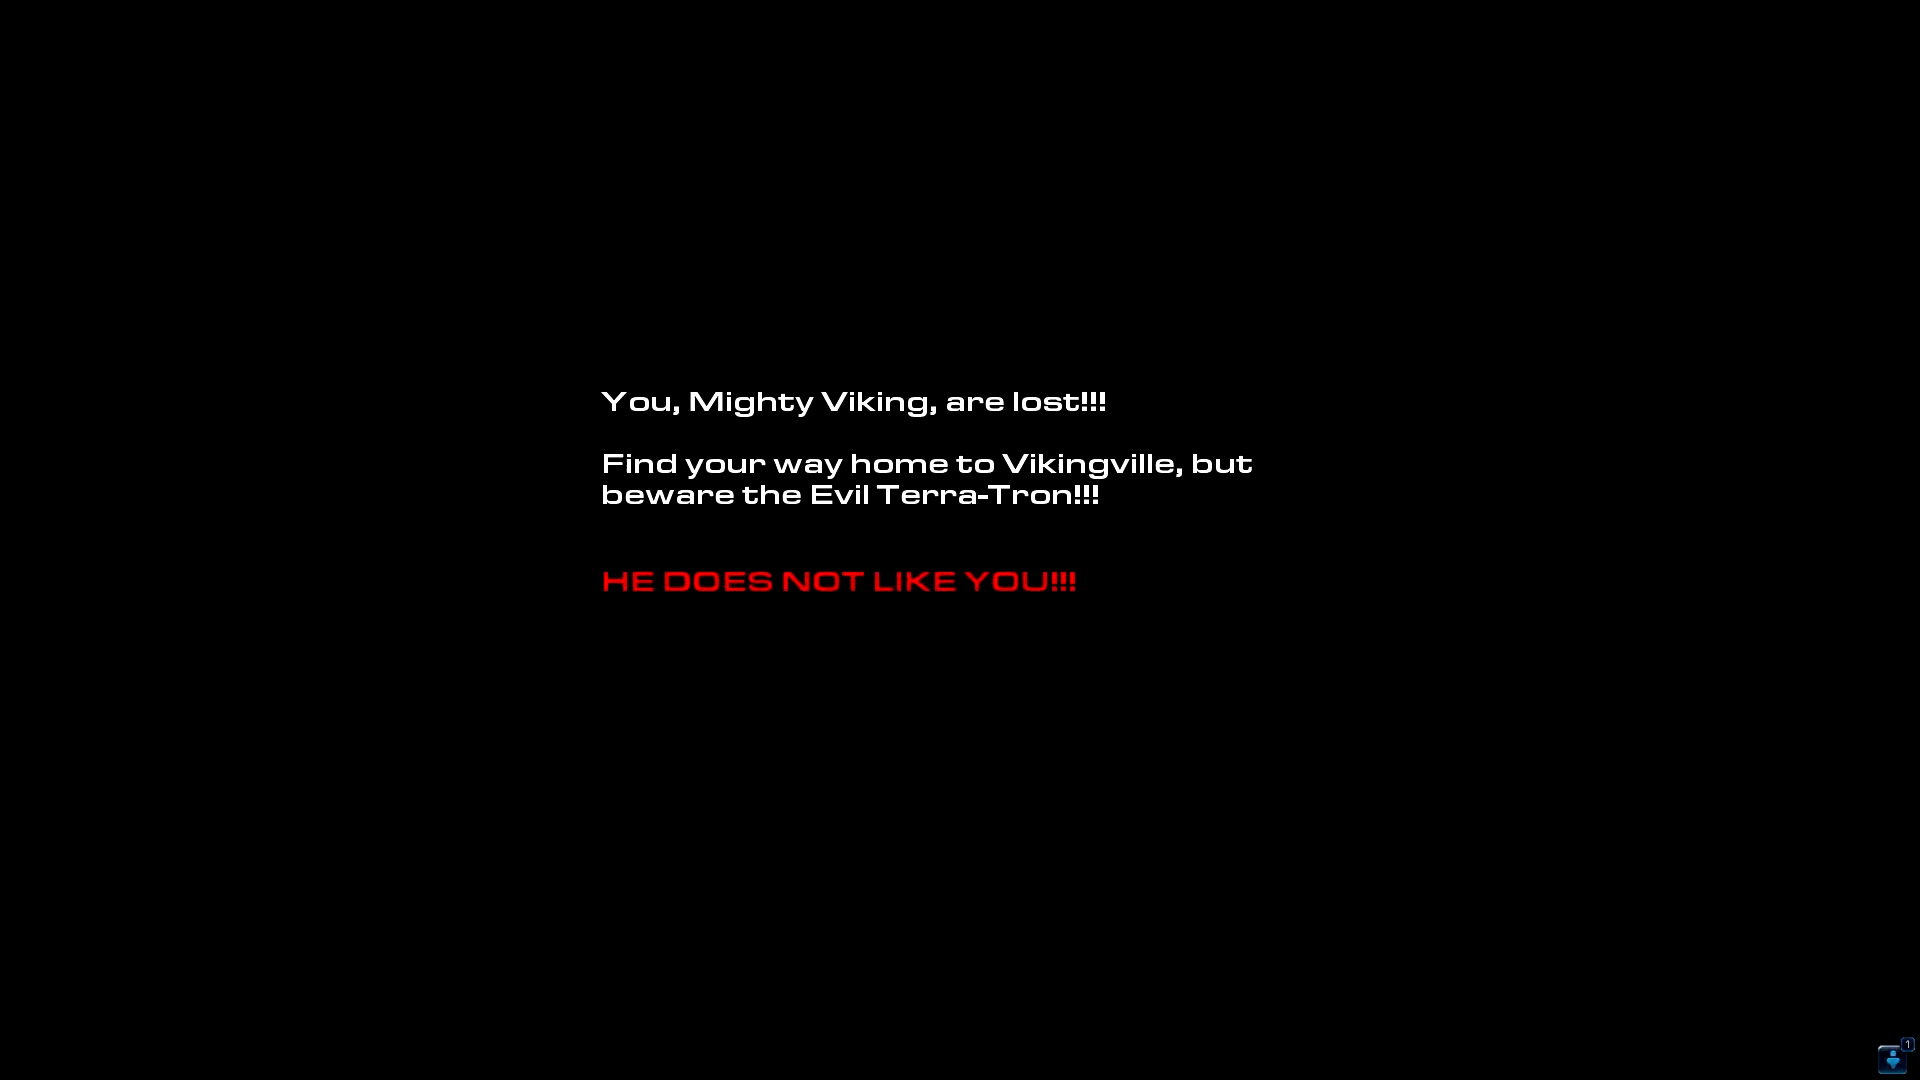 You, Mighty Viking, are lost!!!
Find your way home to Vikingville, but
beware the Evil Terra-Tron!!!
HE DOES NOT LIKE YOU!!!
1